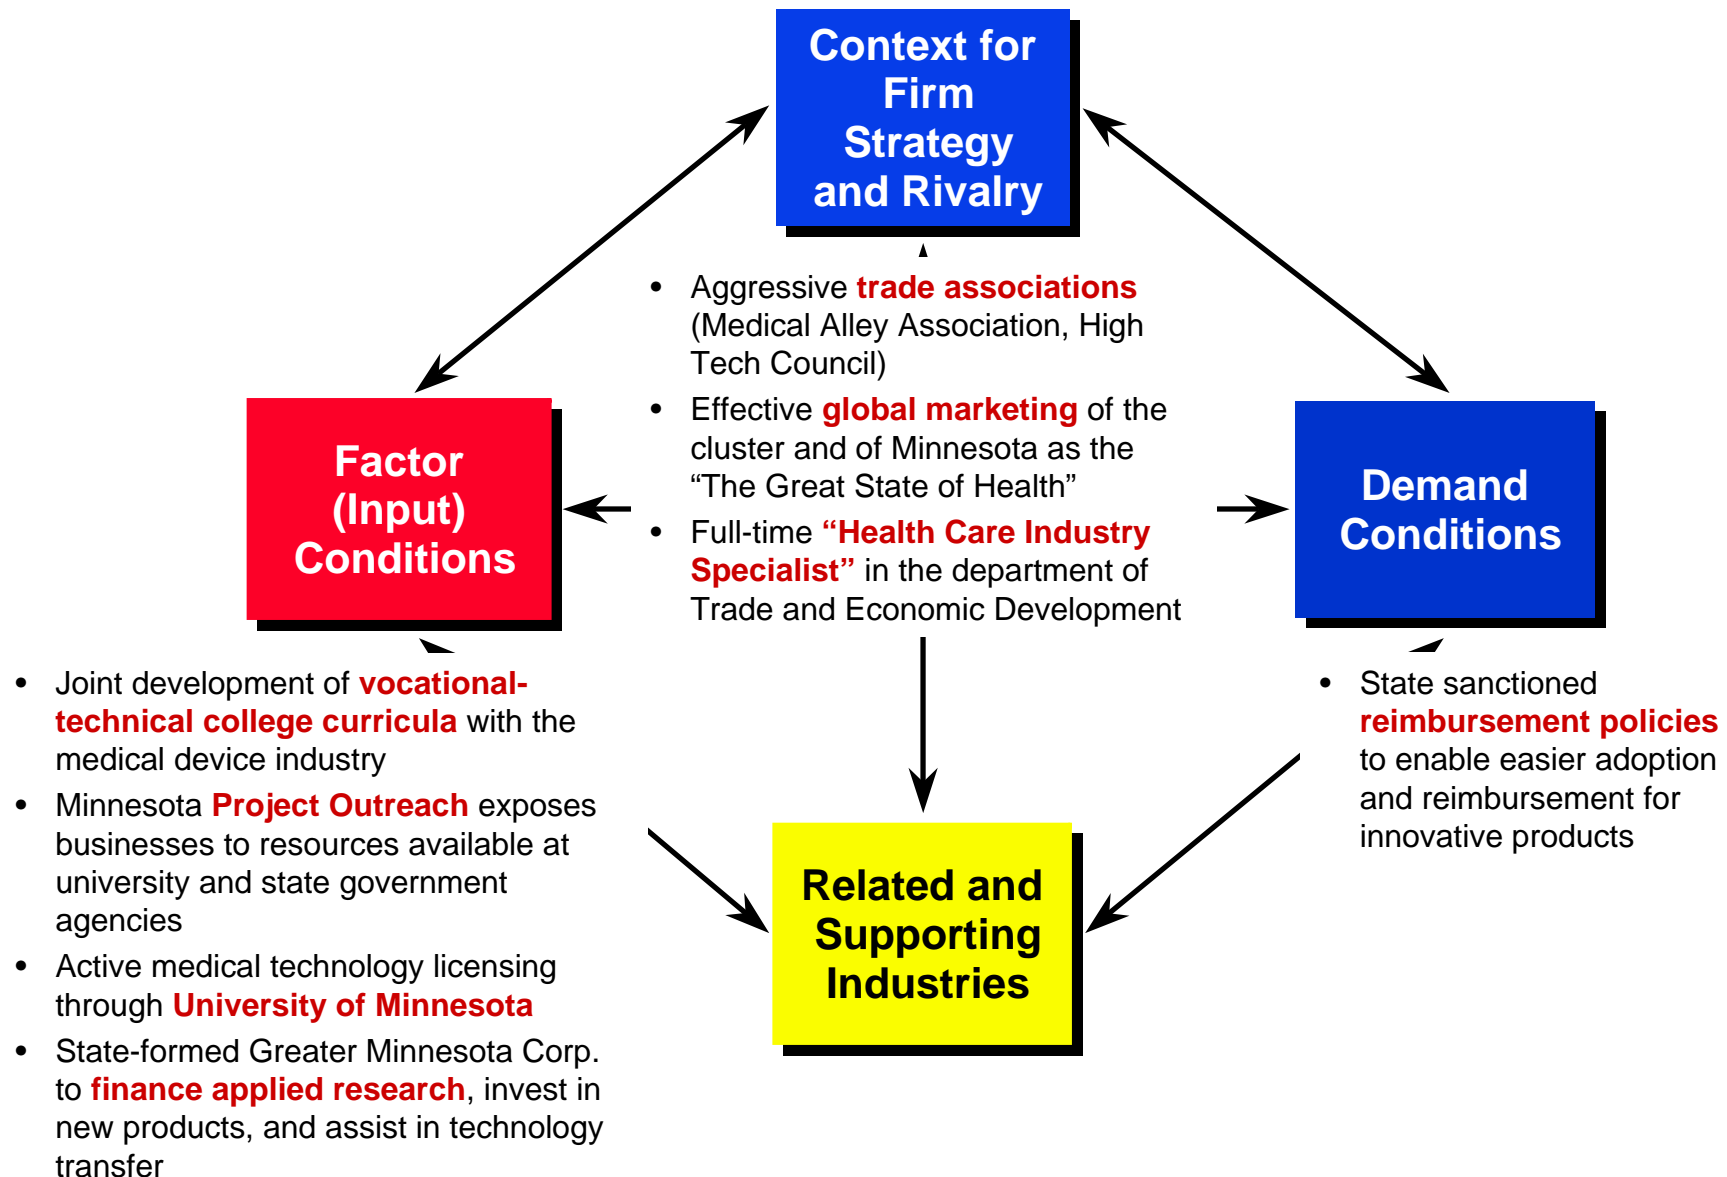 Context for
Firm
Strategy
and Rivalry
• Aggressive trade associations
(Medical Alley Association, High
Tech Council)
• Effective global marketing of the
cluster and of Minnesota as the
“The Great State of Health”
• Full-time “Health Care Industry
Specialist” in the department of
Trade and Economic Development
Factor
(Input)
Conditions
Demand
Conditions
• Joint development of vocational-
technical college curricula with the
medical device industry
• Minnesota Project Outreach exposes
businesses to resources available at
university and state government
agencies
• Active medical technology licensing
through University of Minnesota
• State-formed Greater Minnesota Corp.
to finance applied research, invest in
new products, and assist in technology
transfer
• State sanctioned
reimbursement policies
to enable easier adoption
and reimbursement for
innovative products
Related and
Supporting
Industries